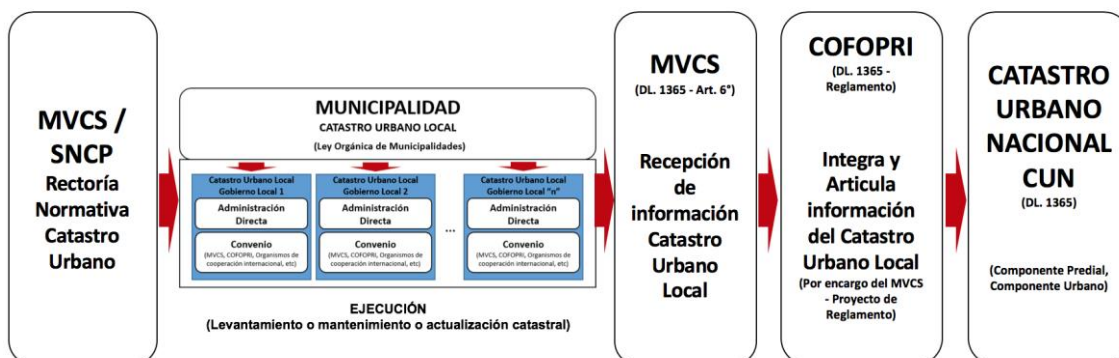 MVCS /
SNCP
Rectoría
Normativa
Catastro
Urbano
MUNICIPALIDAD
CATASTRO URBANO LOCAL
(Ley Orgánica de Municipalidades)
Catastro Urbano Local
Gobierno Local 1
Administración
Directa
Convenio
(MVCS, COFOPRI, Organismos de
cooperación internacional, etc)
Catastro Urbano Local
Gobierno Local 2
Administración
Directa
Convenio
(MVCS, COFOPRI, Organismos de
cooperación internacional, etc)
...
Catastro Urbano Local
Gobierno Local "n"
Administración
Directa
Convenio
(MVCS, COFOPRI, Organismos de
cooperación internacional, etc)
EJECUCIÓN
(Levantamiento o mantenimiento o actualización catastral)
MVCS
(DL. 1365 - Art. 6°)
Recepción
de
información
Catastro
Urbano
Local
COFOPRI
(DL. 1365 -
Reglamento)
Integra y
Articula
información
del Catastro
Urbano Local
(Por encargo del MVCS
- Proyecto de
Reglamento)
CATASTRO
URBANO
NACIONAL
CUN
(DL. 1365)
(Componente Predial,
Componente Urbano)